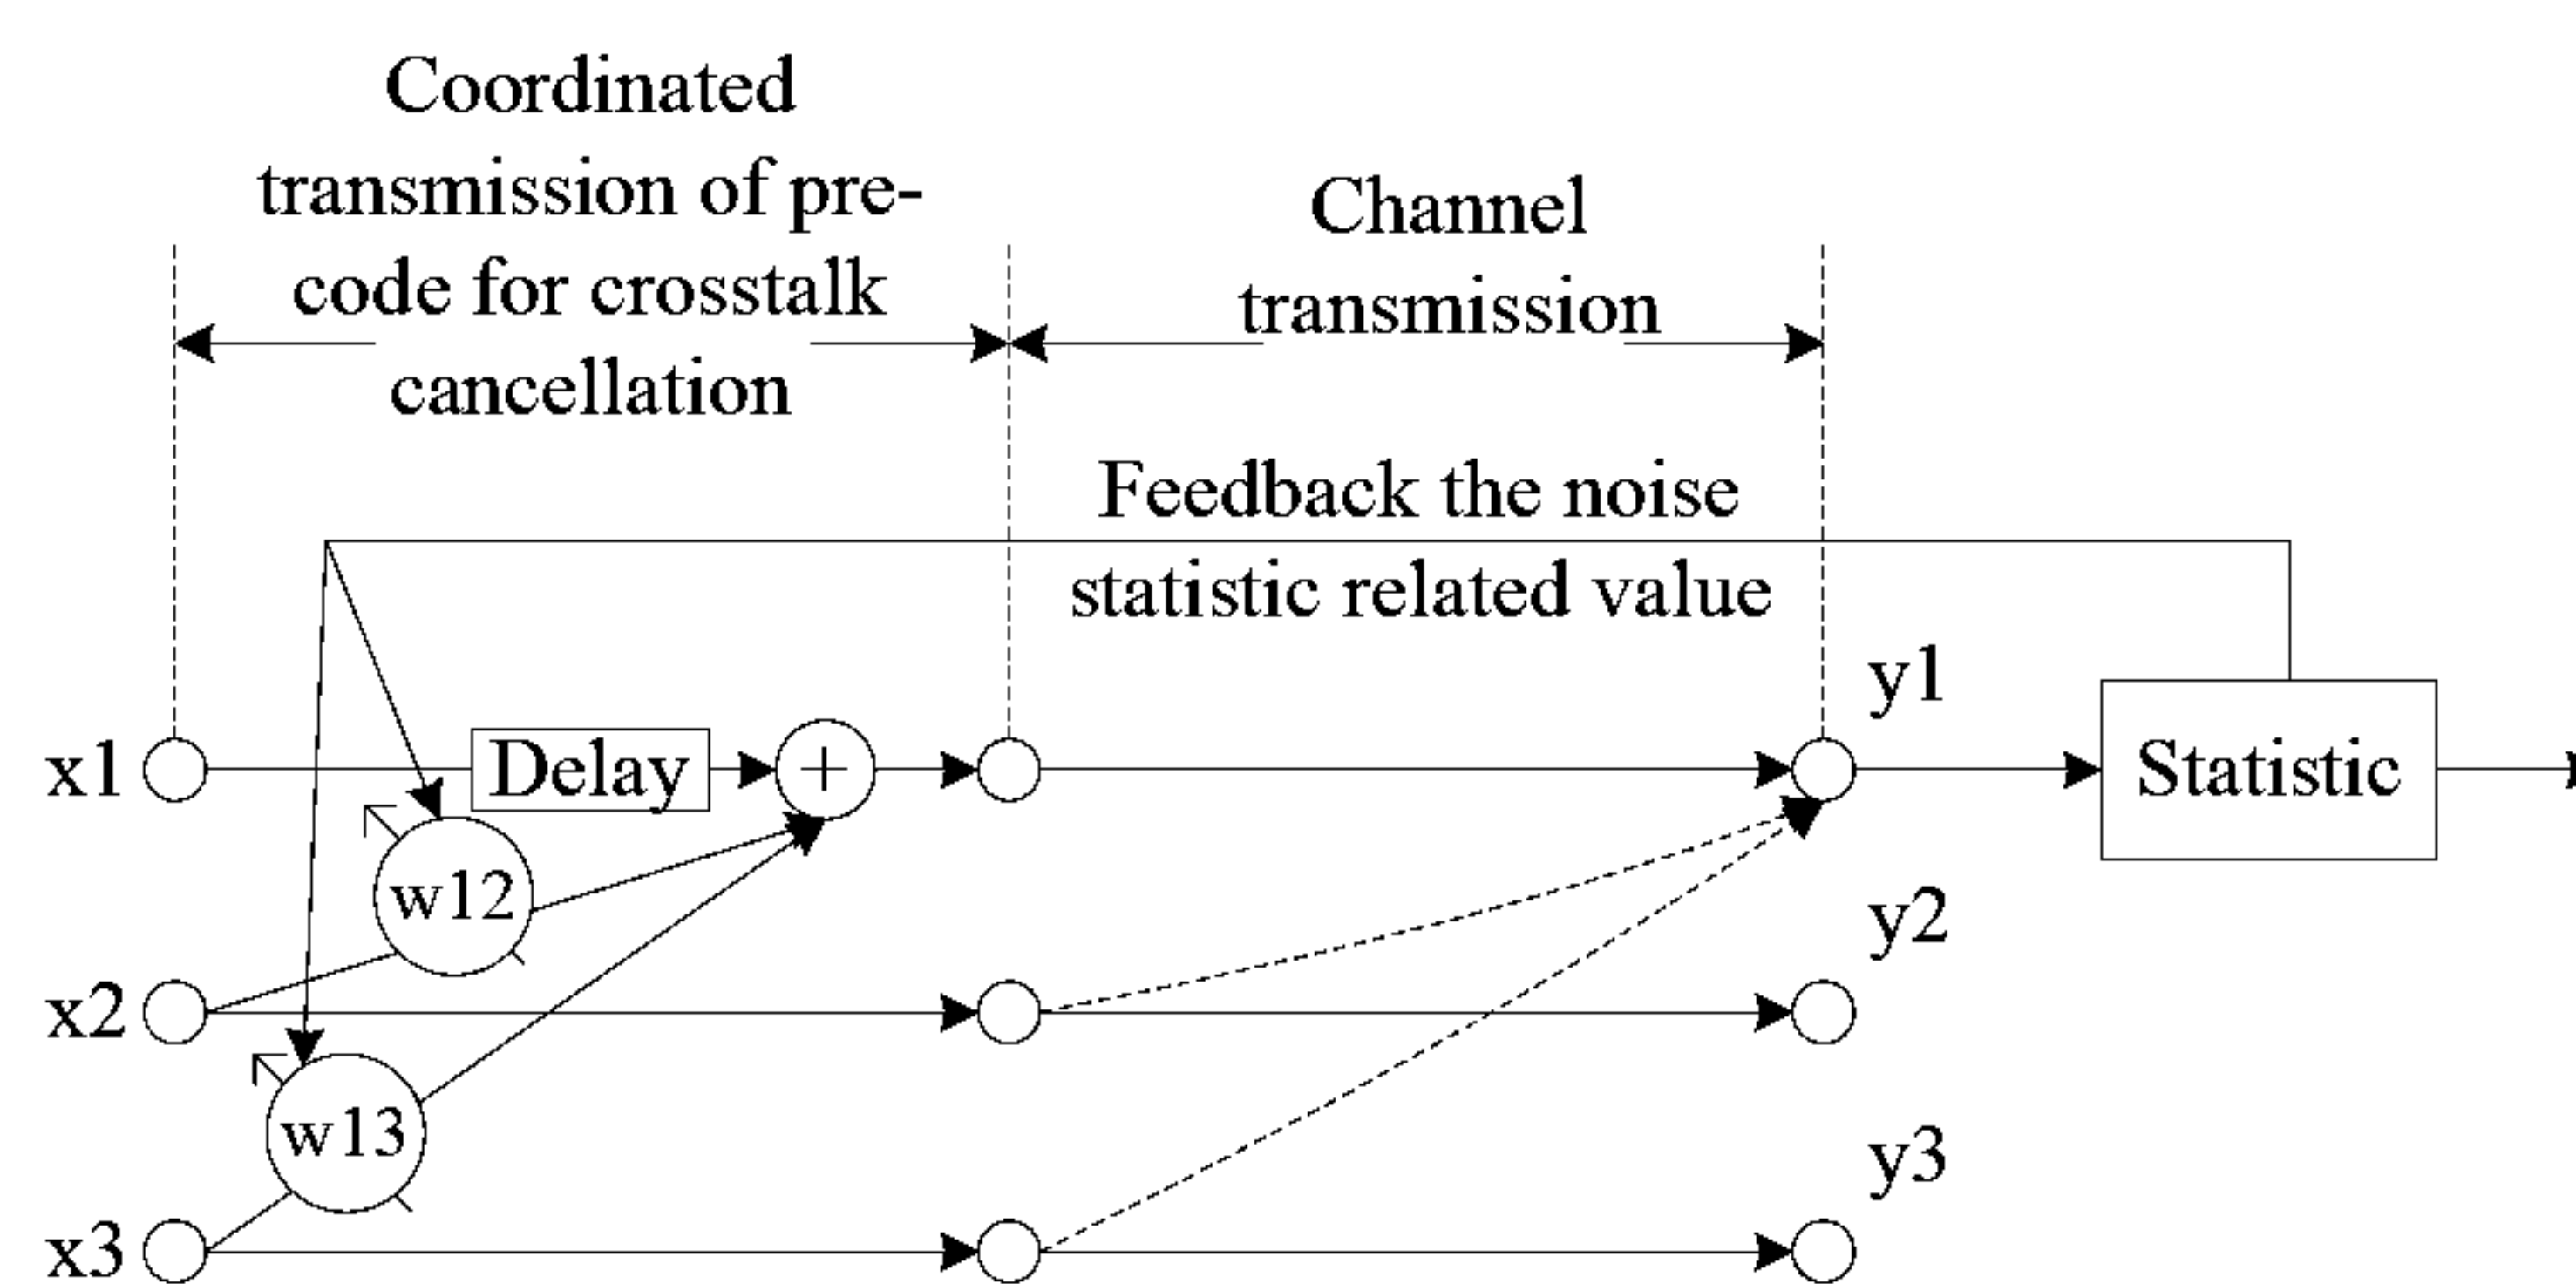 Coordinated
transmission of pre-
code for crosstalk
cancellation
Channel
transmission
Feedback the noise
statistic related value
y1
x1
Delay
+
Statistic
w12
y2
x2
w13
y3
x3